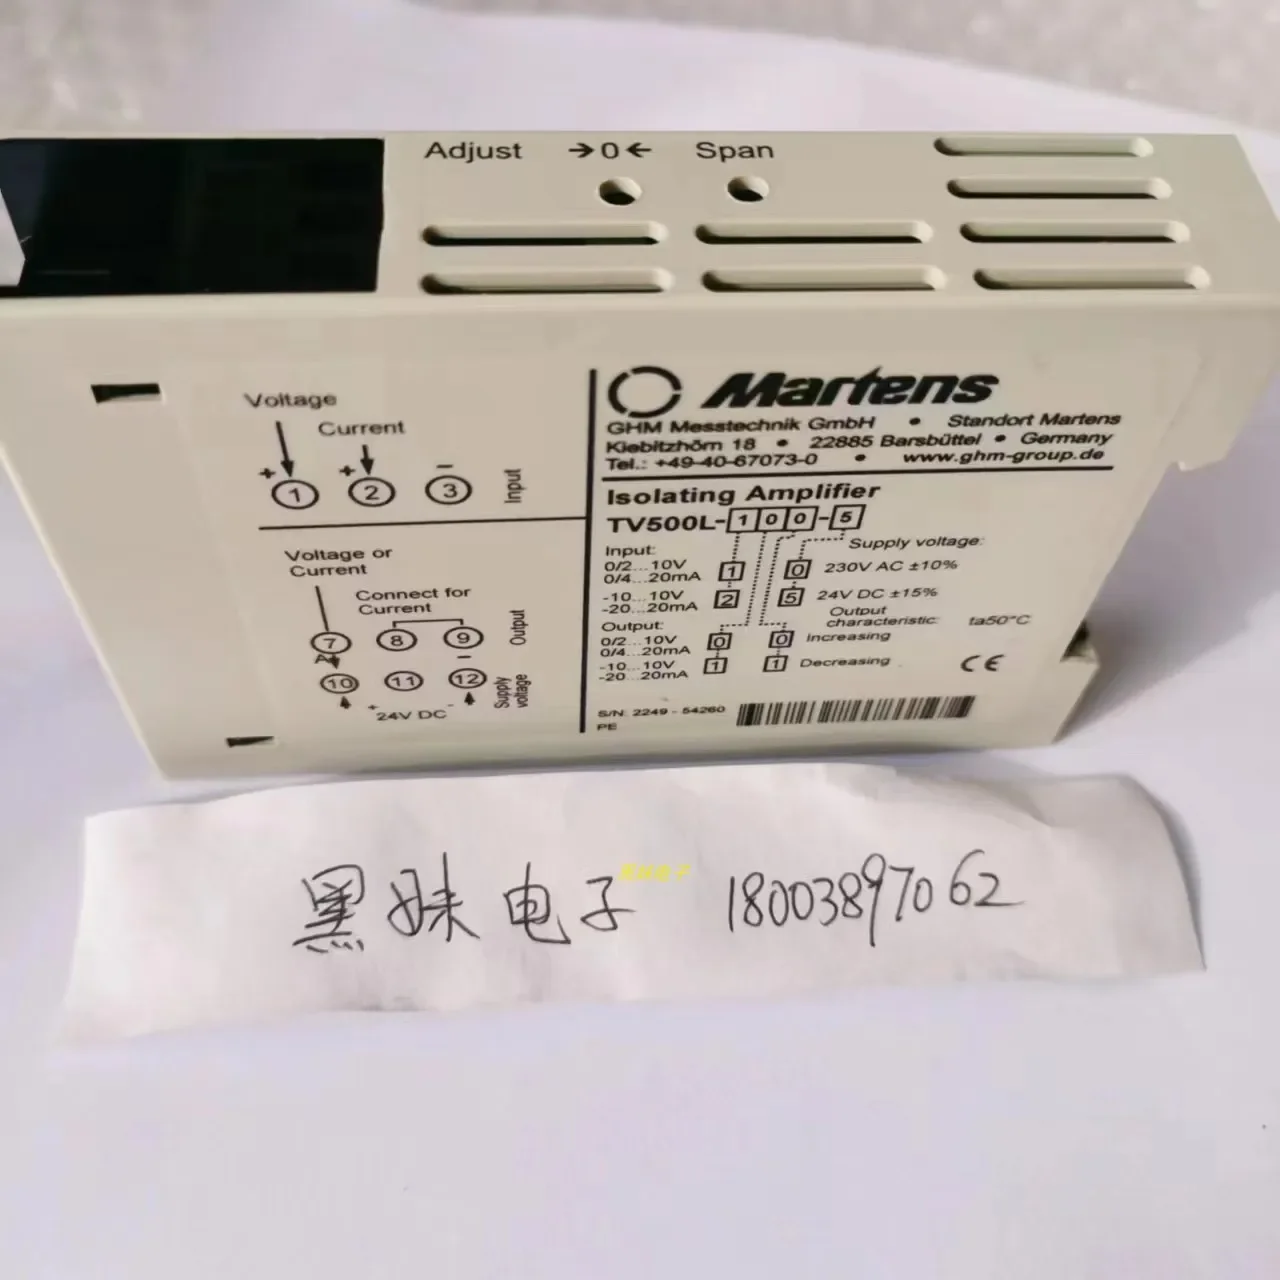 Adjust →0← Span
Voltage
Current
+ 1 + 2 - 3 Input
Voltage or
Current
Connect for
Current
7 8 9 Output
10 11 12 Supply voltage
+ 24V DC -
Martens
GHM Messtechnik GmbH • Standort Martens
Kiebitzhörn 18 • 22885 Barsbüttel • Germany
Tel.: +49-40-67073-0 • www.ghm-group.de
Isolating Amplifier
TV500L-100-5
Input:
0/2...10V
0/4...20mA 1
-10...10V
-20...20mA 2
Output:
0/2...10V
0/4...20mA 0
-10...10V
-20...20mA 1
Supply voltage:
0 230V AC ±10%
5 24V DC ±15%
Output
characteristic: ta50°C
0 Increasing
1 Decreasing
CE
S/N: 2249 - 54260
PE
黑妹电子 18003897062